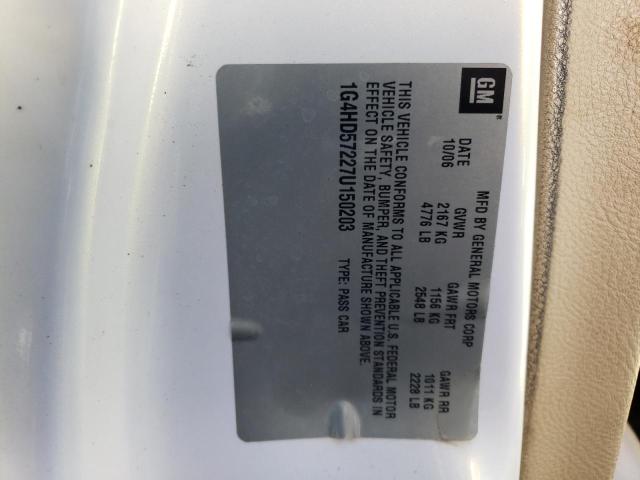 GM
MFD BY GENERAL MOTORS CORP
DATE GVWR GAWR FRT GAWR RR
10/06 2167 KG 1156 KG 1011 KG
4776 LB 2548 LB 2228 LB
THIS VEHICLE CONFORMS TO ALL APPLICABLE U.S. FEDERAL MOTOR
VEHICLE SAFETY, BUMPER, AND THEFT PREVENTION STANDARDS IN
EFFECT ON THE DATE OF MANUFACTURE SHOWN ABOVE.
1G4HD57227U150203 TYPE: PASS CAR